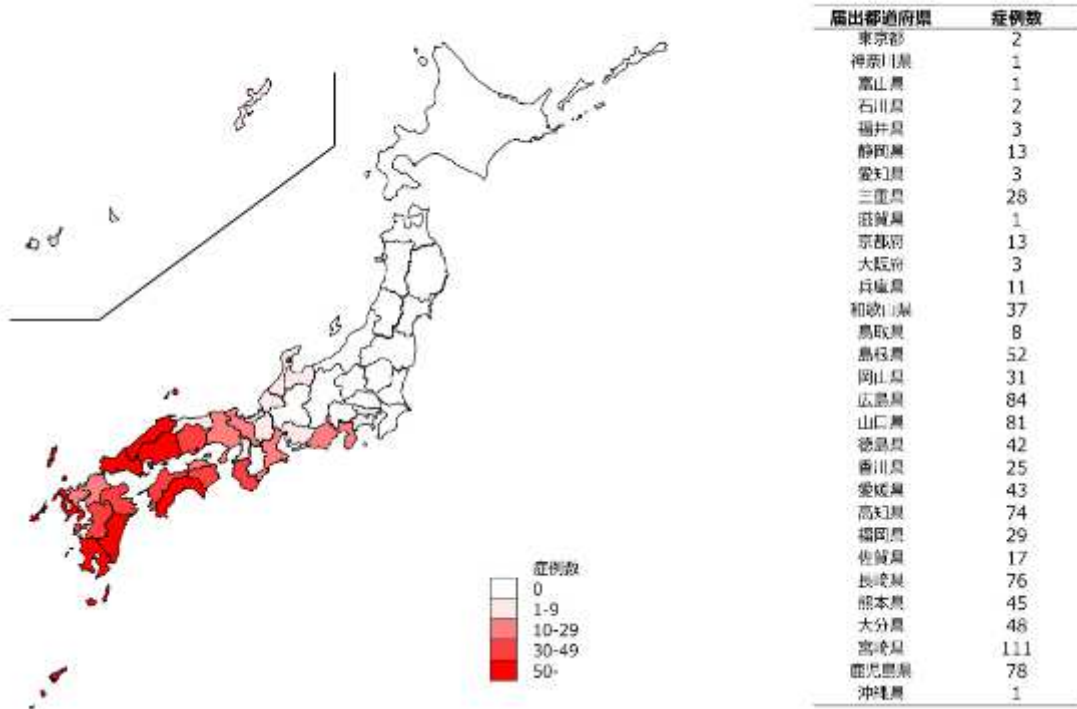 届出都道府県 症例数
東京都 2
神奈川県 1
富山県 1
石川県 2
福井県 3
静岡県 13
愛知県 3
三重県 28
滋賀県 1
京都府 13
大阪府 3
兵庫県 11
和歌山県 37
鳥取県 8
島根県 52
岡山県 31
広島県 84
山口県 81
徳島県 42
香川県 25
愛媛県 43
高知県 74
福岡県 29
佐賀県 17
長崎県 76
熊本県 45
大分県 48
宮崎県 111
鹿児島県 78
沖縄県 1
症例数
0
1-9
10-29
30-49
50-